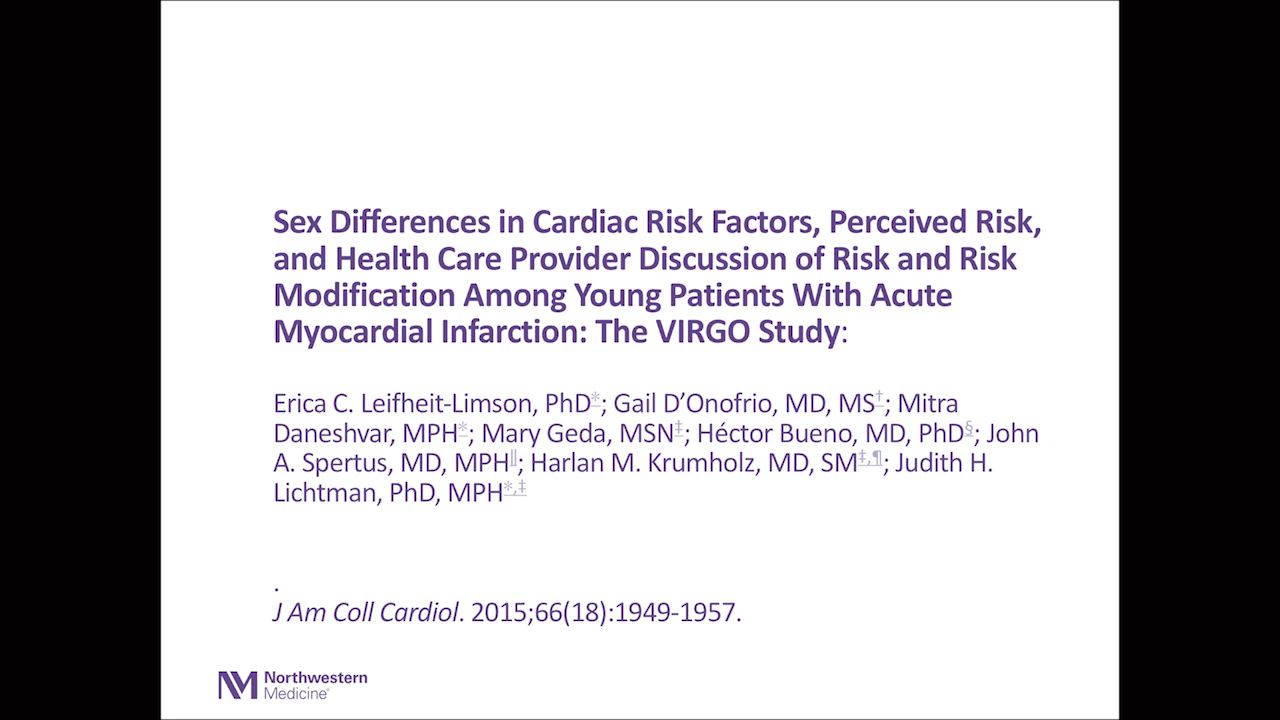 Sex Differences in Cardiac Risk Factors, Perceived Risk,
and Health Care Provider Discussion of Risk and Risk
Modification Among Young Patients With Acute
Myocardial Infarction: The VIRGO Study:
Erica C. Leifheit-Limson, PhD*; Gail D’Onofrio, MD, MS†; Mitra
Daneshvar, MPH*; Mary Geda, MSN‡; Héctor Bueno, MD, PhD§; John
A. Spertus, MD, MPH‖; Harlan M. Krumholz, MD, SM‡,¶; Judith H.
Lichtman, PhD, MPH*,‡
.
J Am Coll Cardiol. 2015;66(18):1949-1957.
NM Northwestern
Medicine®